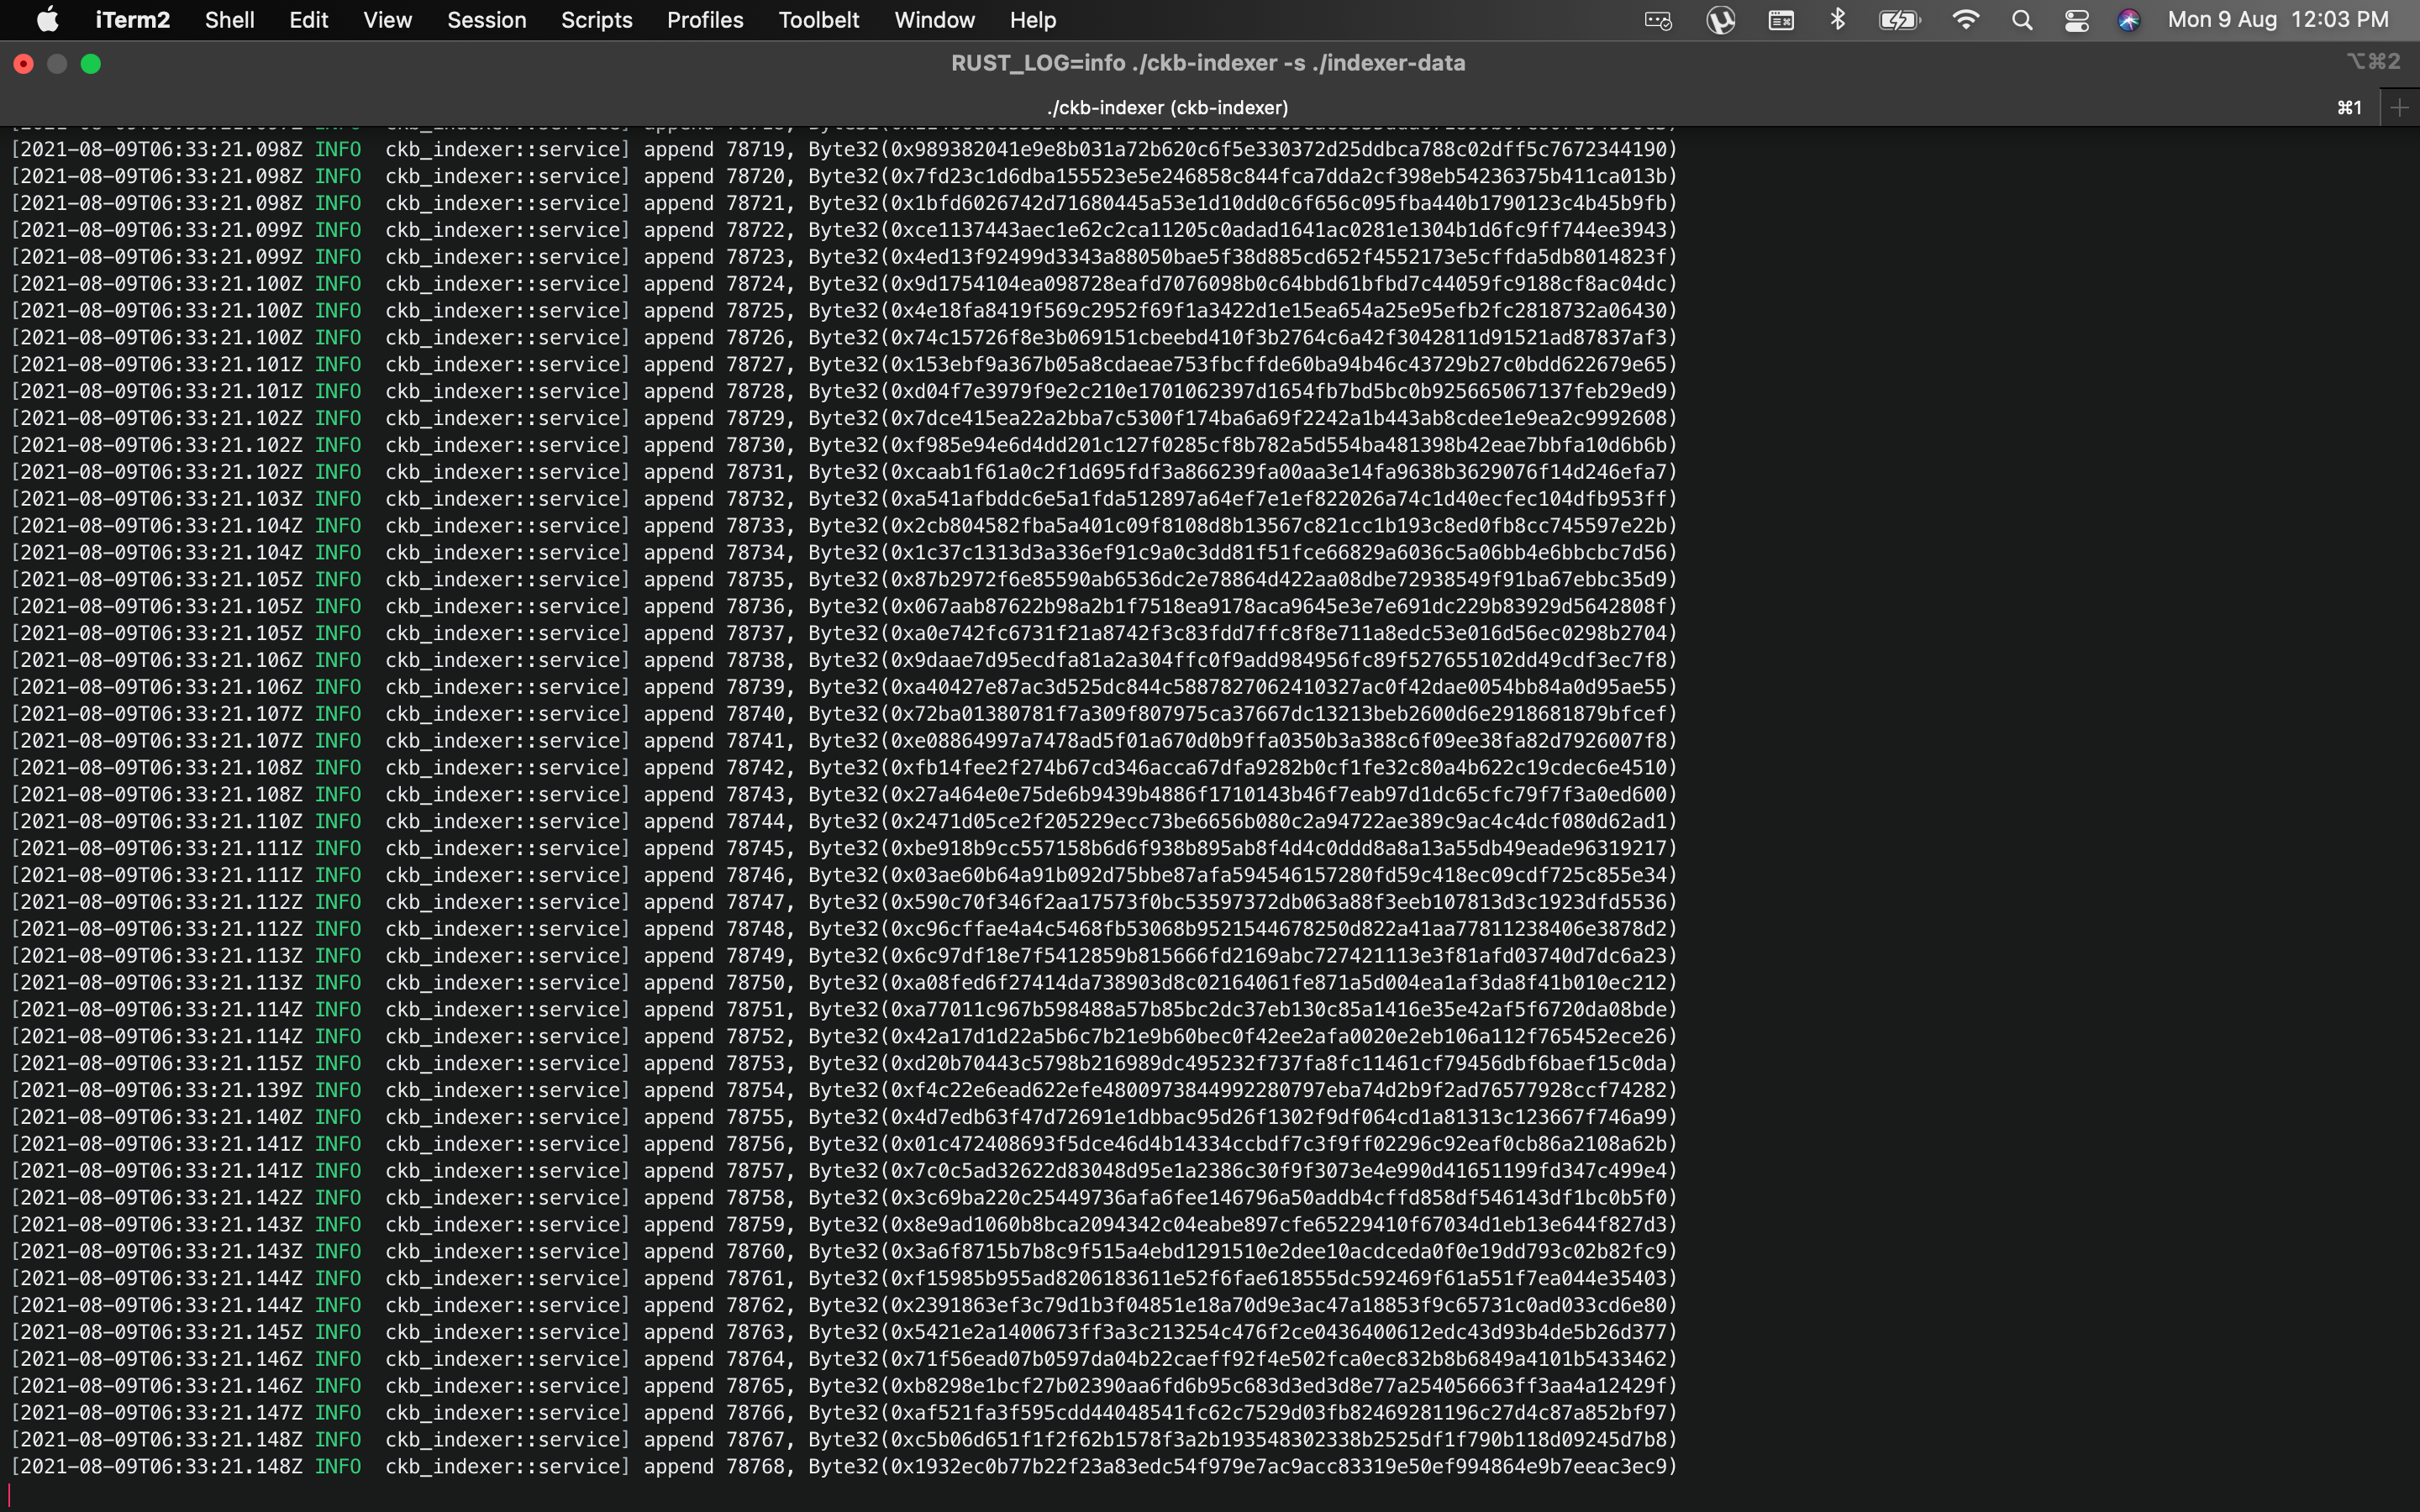 iTerm2 Shell Edit View Session Scripts Profiles Toolbelt Window Help Mon 9 Aug 12:03 PM
RUST_LOG=info ./ckb-indexer -s ./indexer-data ⌥⌘2
./ckb-indexer (ckb-indexer) ⌘1
[2021-08-09T06:33:21.098Z INFO ckb_indexer::service] append 78719, Byte32(0x989382041e9e8b031a72b620c6f5e330372d25ddbca788c02dff5c7672344190)
[2021-08-09T06:33:21.098Z INFO ckb_indexer::service] append 78720, Byte32(0x7fd23c1d6dba155523e5e246858c844fca7dda2cf398eb54236375b411ca013b)
[2021-08-09T06:33:21.098Z INFO ckb_indexer::service] append 78721, Byte32(0x1bfd6026742d71680445a53e1d10dd0c6f656c095fba440b1790123c4b45b9fb)
[2021-08-09T06:33:21.099Z INFO ckb_indexer::service] append 78722, Byte32(0xce1137443aec1e62c2ca11205c0adad1641ac0281e1304b1d6fc9ff744ee3943)
[2021-08-09T06:33:21.099Z INFO ckb_indexer::service] append 78723, Byte32(0x4ed13f92499d3343a88050bae5f38d885cd652f4552173e5cffda5db8014823f)
[2021-08-09T06:33:21.100Z INFO ckb_indexer::service] append 78724, Byte32(0x9d1754104ea098728eafd7076098b0c64bbd61bfbd7c44059fc9188cf8ac04dc)
[2021-08-09T06:33:21.100Z INFO ckb_indexer::service] append 78725, Byte32(0x4e18fa8419f569c2952f69f1a3422d1e15ea654a25e95efb2fc2818732a06430)
[2021-08-09T06:33:21.100Z INFO ckb_indexer::service] append 78726, Byte32(0x74c15726f8e3b069151cbeebd410f3b2764c6a42f3042811d91521ad87837af3)
[2021-08-09T06:33:21.101Z INFO ckb_indexer::service] append 78727, Byte32(0x153ebf9a367b05a8cdaeae753fbcffde60ba94b46c43729b27c0bdd622679e65)
[2021-08-09T06:33:21.101Z INFO ckb_indexer::service] append 78728, Byte32(0xd04f7e3979f9e2c210e1701062397d1654fb7bd5bc0b925665067137feb29ed9)
[2021-08-09T06:33:21.102Z INFO ckb_indexer::service] append 78729, Byte32(0x7dce415ea22a2bba7c5300f174ba6a69f2242a1b443ab8cdee1e9ea2c9992608)
[2021-08-09T06:33:21.102Z INFO ckb_indexer::service] append 78730, Byte32(0xf985e94e6d4dd201c127f0285cf8b782a5d554ba481398b42eae7bbfa10d6b6b)
[2021-08-09T06:33:21.102Z INFO ckb_indexer::service] append 78731, Byte32(0xcaab1f61a0c2f1d695fdf3a866239fa00aa3e14fa9638b3629076f14d246efa7)
[2021-08-09T06:33:21.103Z INFO ckb_indexer::service] append 78732, Byte32(0xa541afbddc6e5a1fda512897a64ef7e1ef822026a74c1d40ecfec104dfb953ff)
[2021-08-09T06:33:21.104Z INFO ckb_indexer::service] append 78733, Byte32(0x2cb804582fba5a401c09f8108d8b13567c821cc1b193c8ed0fb8cc745597e22b)
[2021-08-09T06:33:21.104Z INFO ckb_indexer::service] append 78734, Byte32(0x1c37c1313d3a336ef91c9a0c3dd81f51fce66829a6036c5a06bb4e6bbcbc7d56)
[2021-08-09T06:33:21.105Z INFO ckb_indexer::service] append 78735, Byte32(0x87b2972f6e85590ab6536dc2e78864d422aa08dbe72938549f91ba67ebbc35d9)
[2021-08-09T06:33:21.105Z INFO ckb_indexer::service] append 78736, Byte32(0x067aab87622b98a2b1f7518ea9178aca9645e3e7e691dc229b83929d5642808f)
[2021-08-09T06:33:21.105Z INFO ckb_indexer::service] append 78737, Byte32(0xa0e742fc6731f21a8742f3c83fdd7ffc8f8e711a8edc53e016d56ec0298b2704)
[2021-08-09T06:33:21.106Z INFO ckb_indexer::service] append 78738, Byte32(0x9daae7d95ecdfa81a2a304ffc0f9add984956fc89f527655102dd49cdf3ec7f8)
[2021-08-09T06:33:21.106Z INFO ckb_indexer::service] append 78739, Byte32(0xa40427e87ac3d525dc844c5887827062410327ac0f42dae0054bb84a0d95ae55)
[2021-08-09T06:33:21.107Z INFO ckb_indexer::service] append 78740, Byte32(0x72ba01380781f7a309f807975ca37667dc13213beb2600d6e2918681879bfcef)
[2021-08-09T06:33:21.107Z INFO ckb_indexer::service] append 78741, Byte32(0xe08864997a7478ad5f01a670d0b9ffa0350b3a388c6f09ee38fa82d7926007f8)
[2021-08-09T06:33:21.108Z INFO ckb_indexer::service] append 78742, Byte32(0xfb14fee2f274b67cd346acca67dfa9282b0cf1fe32c80a4b622c19cdec6e4510)
[2021-08-09T06:33:21.108Z INFO ckb_indexer::service] append 78743, Byte32(0x27a464e0e75de6b9439b4886f1710143b46f7eab97d1dc65cfc79f7f3a0ed600)
[2021-08-09T06:33:21.110Z INFO ckb_indexer::service] append 78744, Byte32(0x2471d05ce2f205229ecc73be6656b080c2a94722ae389c9ac4c4dcf080d62ad1)
[2021-08-09T06:33:21.111Z INFO ckb_indexer::service] append 78745, Byte32(0xbe918b9cc557158b6d6f938b895ab8f4d4c0ddd8a8a13a55db49eade96319217)
[2021-08-09T06:33:21.111Z INFO ckb_indexer::service] append 78746, Byte32(0x03ae60b64a91b092d75bbe87afa594546157280fd59c418ec09cdf725c855e34)
[2021-08-09T06:33:21.112Z INFO ckb_indexer::service] append 78747, Byte32(0x590c70f346f2aa17573f0bc53597372db063a88f3eeb107813d3c1923dfd5536)
[2021-08-09T06:33:21.112Z INFO ckb_indexer::service] append 78748, Byte32(0xc96cffae4a4c5468fb53068b9521544678250d822a41aa77811238406e3878d2)
[2021-08-09T06:33:21.113Z INFO ckb_indexer::service] append 78749, Byte32(0x6c97df18e7f5412859b815666fd2169abc727421113e3f81afd03740d7dc6a23)
[2021-08-09T06:33:21.113Z INFO ckb_indexer::service] append 78750, Byte32(0xa08fed6f27414da738903d8c02164061fe871a5d004ea1af3da8f41b010ec212)
[2021-08-09T06:33:21.114Z INFO ckb_indexer::service] append 78751, Byte32(0xa77011c967b598488a57b85bc2dc37eb130c85a1416e35e42af5f6720da08bde)
[2021-08-09T06:33:21.114Z INFO ckb_indexer::service] append 78752, Byte32(0x42a17d1d22a5b6c7b21e9b60bec0f42ee2afa0020e2eb106a112f765452ece26)
[2021-08-09T06:33:21.115Z INFO ckb_indexer::service] append 78753, Byte32(0xd20b70443c5798b216989dc495232f737fa8fc11461cf79456dbf6baef15c0da)
[2021-08-09T06:33:21.139Z INFO ckb_indexer::service] append 78754, Byte32(0xf4c22e6ead622efe4800973844992280797eba74d2b9f2ad76577928ccf74282)
[2021-08-09T06:33:21.140Z INFO ckb_indexer::service] append 78755, Byte32(0x4d7edb63f47d72691e1dbbac95d26f1302f9df064cd1a81313c123667f746a99)
[2021-08-09T06:33:21.141Z INFO ckb_indexer::service] append 78756, Byte32(0x01c472408693f5dce46d4b14334ccbdf7c3f9ff02296c92eaf0cb86a2108a62b)
[2021-08-09T06:33:21.141Z INFO ckb_indexer::service] append 78757, Byte32(0x7c0c5ad32622d83048d95e1a2386c30f9f3073e4e990d41651199fd347c499e4)
[2021-08-09T06:33:21.142Z INFO ckb_indexer::service] append 78758, Byte32(0x3c69ba220c25449736afa6fee146796a50addb4cffd858df546143df1bc0b5f0)
[2021-08-09T06:33:21.143Z INFO ckb_indexer::service] append 78759, Byte32(0x8e9ad1060b8bca2094342c04eabe897cfe65229410f67034d1eb13e644f827d3)
[2021-08-09T06:33:21.143Z INFO ckb_indexer::service] append 78760, Byte32(0x3a6f8715b7b8c9f515a4ebd1291510e2dee10acdceda0f0e19dd793c02b82fc9)
[2021-08-09T06:33:21.144Z INFO ckb_indexer::service] append 78761, Byte32(0xf15985b955ad8206183611e52f6fae618555dc592469f61a551f7ea044e35403)
[2021-08-09T06:33:21.144Z INFO ckb_indexer::service] append 78762, Byte32(0x2391863ef3c79d1b3f04851e18a70d9e3ac47a18853f9c65731c0ad033cd6e80)
[2021-08-09T06:33:21.145Z INFO ckb_indexer::service] append 78763, Byte32(0x5421e2a1400673ff3a3c213254c476f2ce0436400612edc43d93b4de5b26d377)
[2021-08-09T06:33:21.146Z INFO ckb_indexer::service] append 78764, Byte32(0x71f56ead07b0597da04b22caeff92f4e502fca0ec832b8b6849a4101b5433462)
[2021-08-09T06:33:21.146Z INFO ckb_indexer::service] append 78765, Byte32(0xb8298e1bcf27b02390aa6fd6b95c683d3ed3d8e77a254056663ff3aa4a12429f)
[2021-08-09T06:33:21.147Z INFO ckb_indexer::service] append 78766, Byte32(0xaf521fa3f595cdd44048541fc62c7529d03fb82469281196c27d4c87a852bf97)
[2021-08-09T06:33:21.148Z INFO ckb_indexer::service] append 78767, Byte32(0xc5b06d651f1f2f62b1578f3a2b193548302338b2525df1f790b118d09245d7b8)
[2021-08-09T06:33:21.148Z INFO ckb_indexer::service] append 78768, Byte32(0x1932ec0b77b22f23a83edc54f979e7ac9acc83319e50ef994864e9b7eeac3ec9)